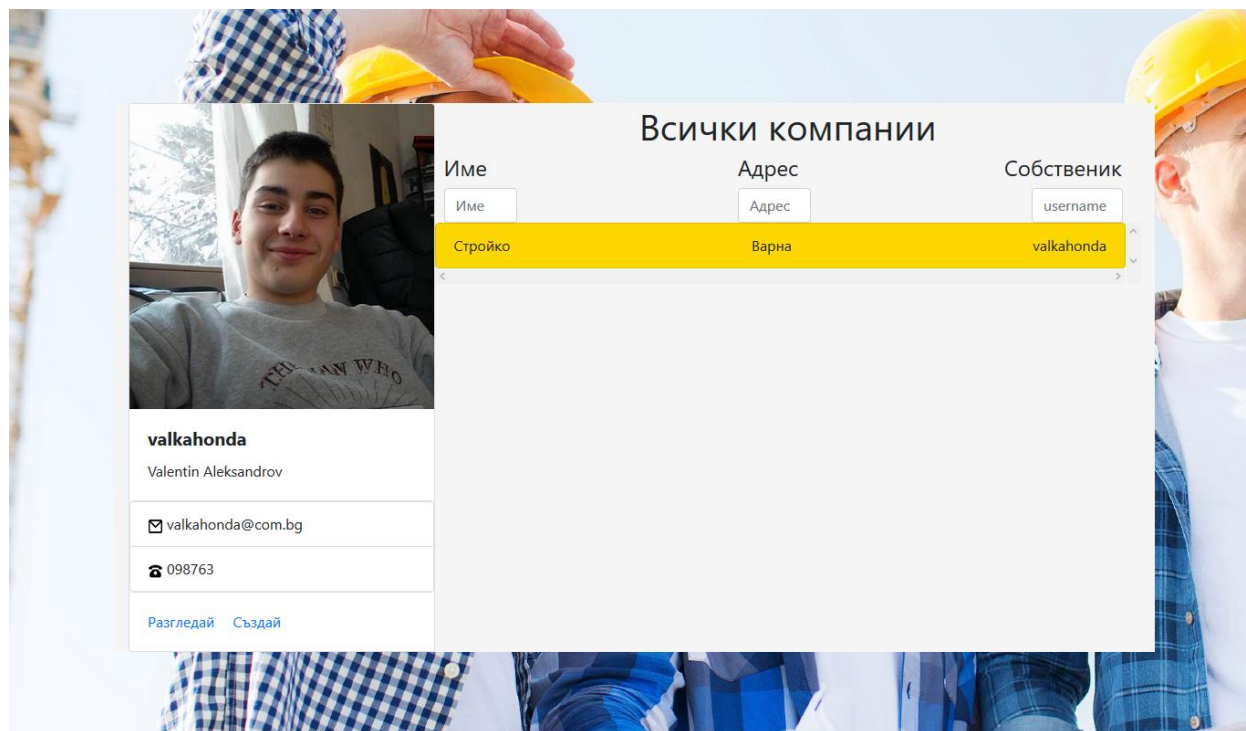 Всички компании
Име Адрес Собственик
Име Адрес username
Стройко Варна valkahonda
WHO
valkahonda
Valentin Aleksandrov
valkahonda@com.bg
098763
Разгледай Създай